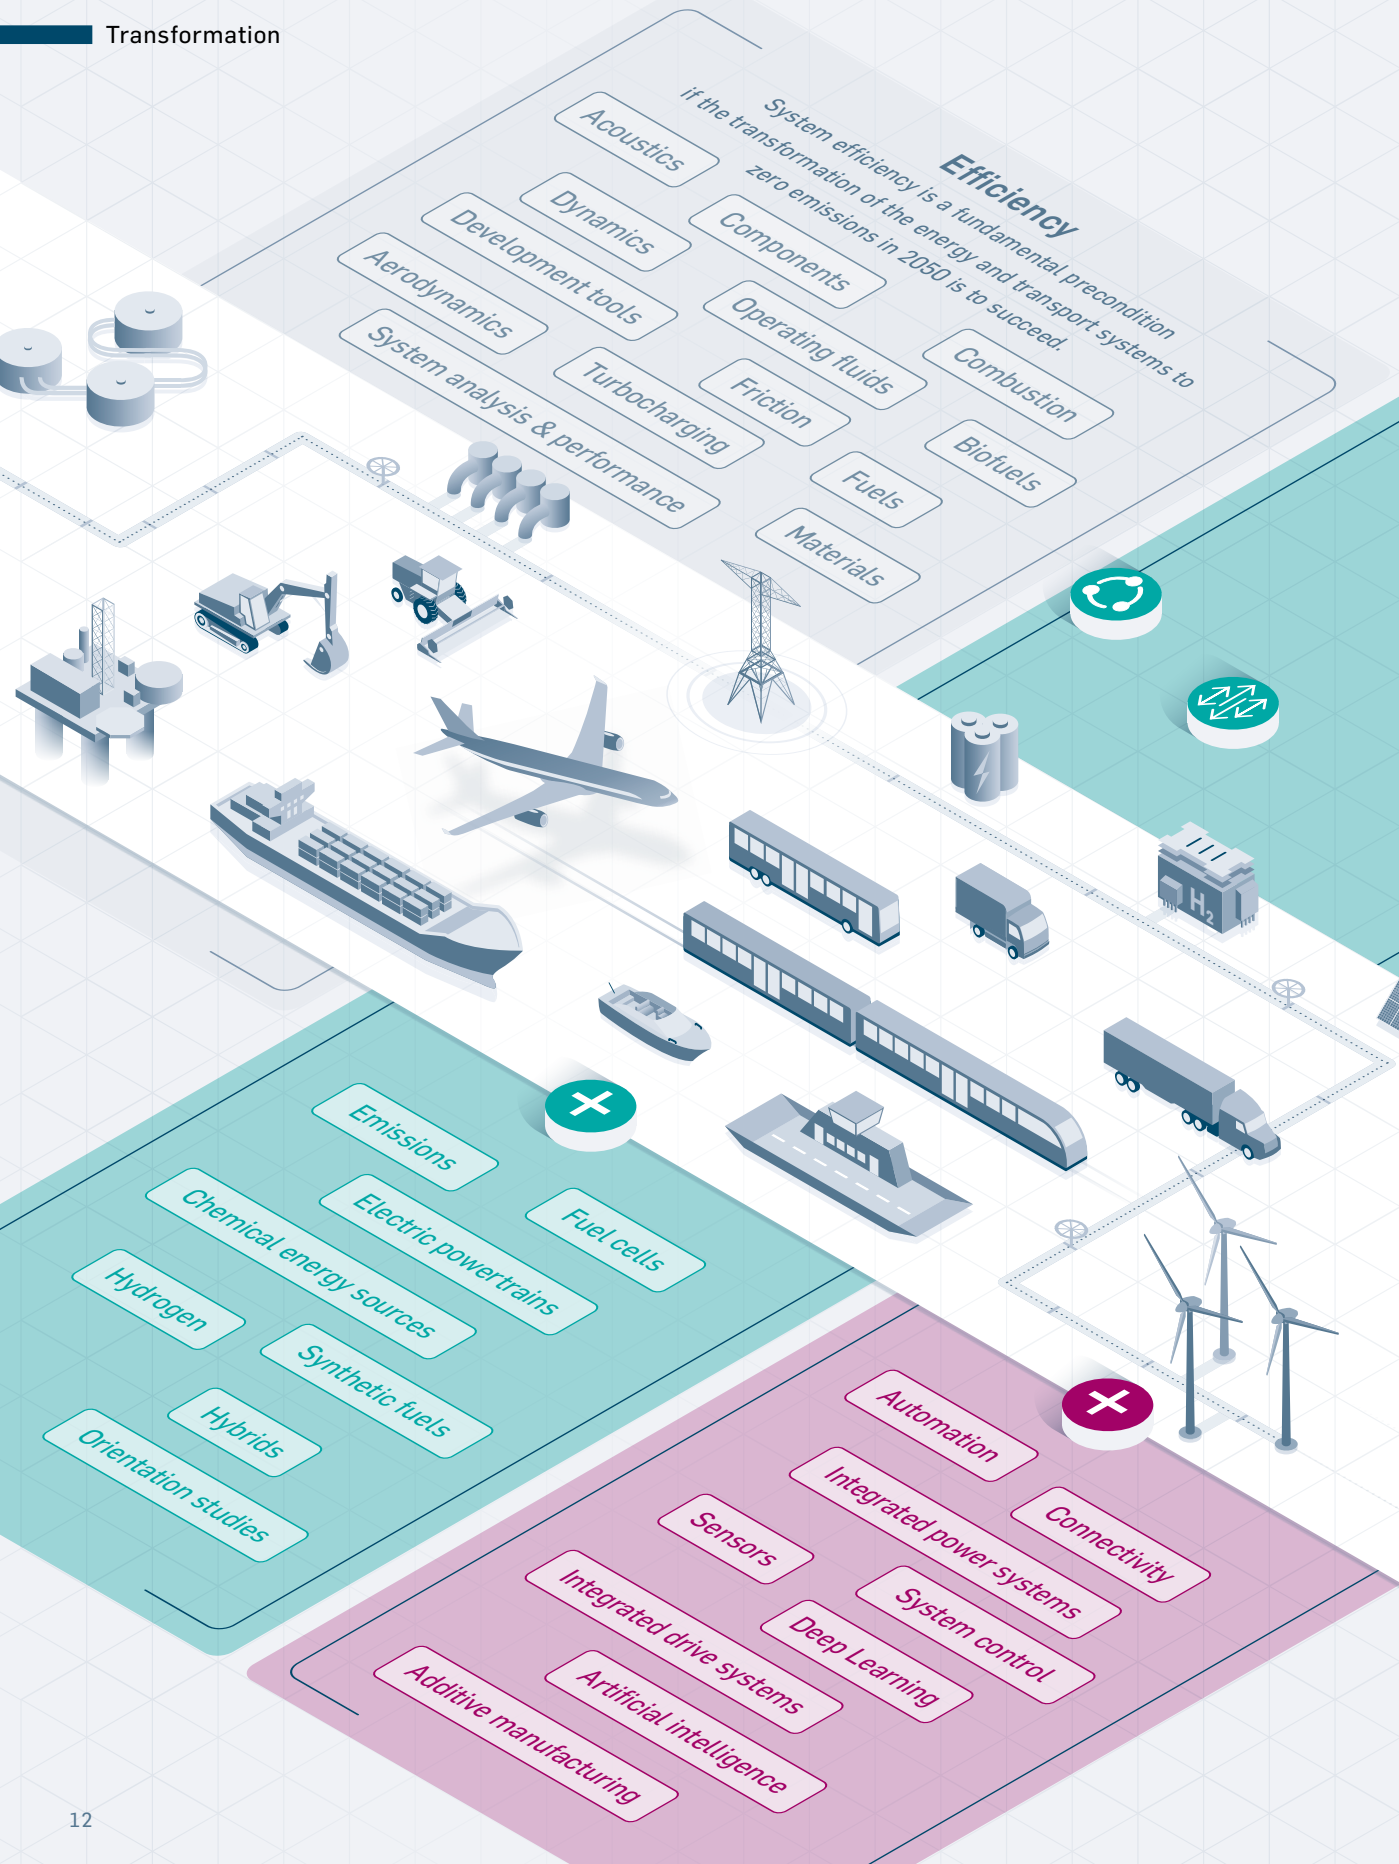 Transformation
Efficiency
System efficiency is a fundamental precondition
if the transformation of the energy and transport systems to
zero emissions in 2050 is to succeed.
Acoustics
Dynamics
Components
Development tools
Aerodynamics
Operating fluids
Combustion
System analysis & performance
Turbocharging
Friction
Biofuels
Fuels
Materials
H2
Emissions
Chemical energy sources
Electric powertrains
Fuel cells
Hydrogen
Synthetic fuels
Hybrids
Orientation studies
Automation
Integrated power systems
Connectivity
Sensors
System control
Integrated drive systems
Deep Learning
Artificial intelligence
Additive manufacturing
12